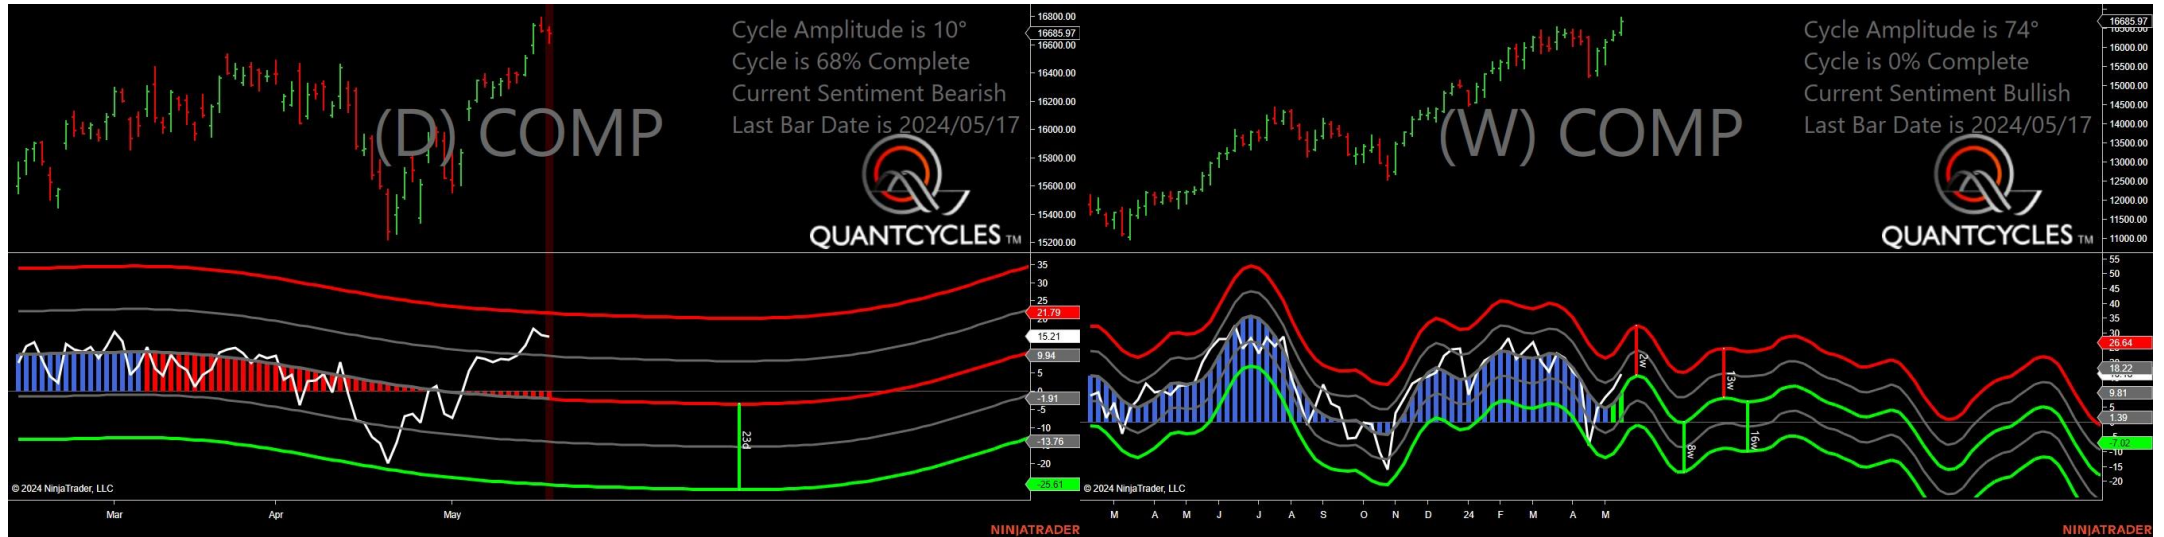 Cycle Amplitude is 10°
Cycle is 68% Complete
Current Sentiment Bearish
Last Bar Date is 2024/05/17
(D) COMP
QUANTCYCLES TM
16800.00
16685.97
16600.00
16400.00
16200.00
16000.00
15800.00
15600.00
15400.00
15200.00
35
30
25
21.79
15.21
9.94
5
0
-1.91
-5
-10
-13.76
-20
-25.61
23d
© 2024 NinjaTrader, LLC
Mar Apr May
NINJATRADER
Cycle Amplitude is 74°
Cycle is 0% Complete
Current Sentiment Bullish
Last Bar Date is 2024/05/17
(W) COMP
QUANTCYCLES TM
16685.97
16000.00
15500.00
15000.00
14500.00
14000.00
13500.00
13000.00
12500.00
12000.00
11500.00
11000.00
55
50
45
40
35
30
26.64
18.22
9.81
5
1.39
-7.02
-10
-15
-20
2w
8w
13w
16w
© 2024 NinjaTrader, LLC
M A M J J A S O N D 24 F M A M
NINJATRADER